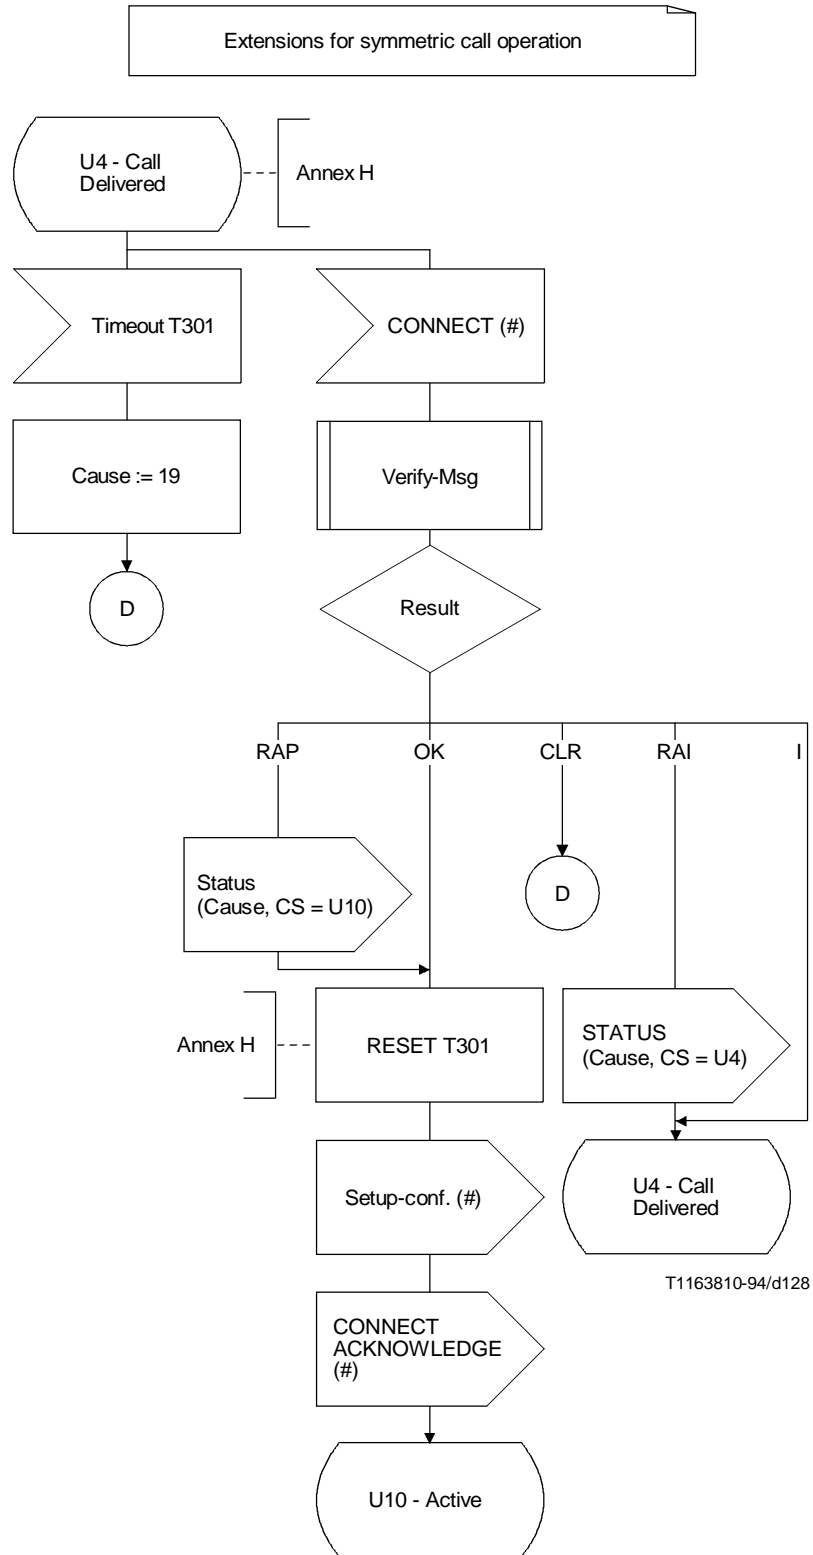 Extensions for symmetric call operation
U4 - Call
Delivered
Annex H
Timeout T301
CONNECT (#)
Cause := 19
Verify-Msg
D
Result
RAP
OK
CLR
RAI
I
Status
(Cause, CS = U10)
D
Annex H
RESET T301
STATUS
(Cause, CS = U4)
Setup-conf. (#)
U4 - Call
Delivered
T1163810-94/d128
CONNECT
ACKNOWLEDGE
(#)
U10 - Active